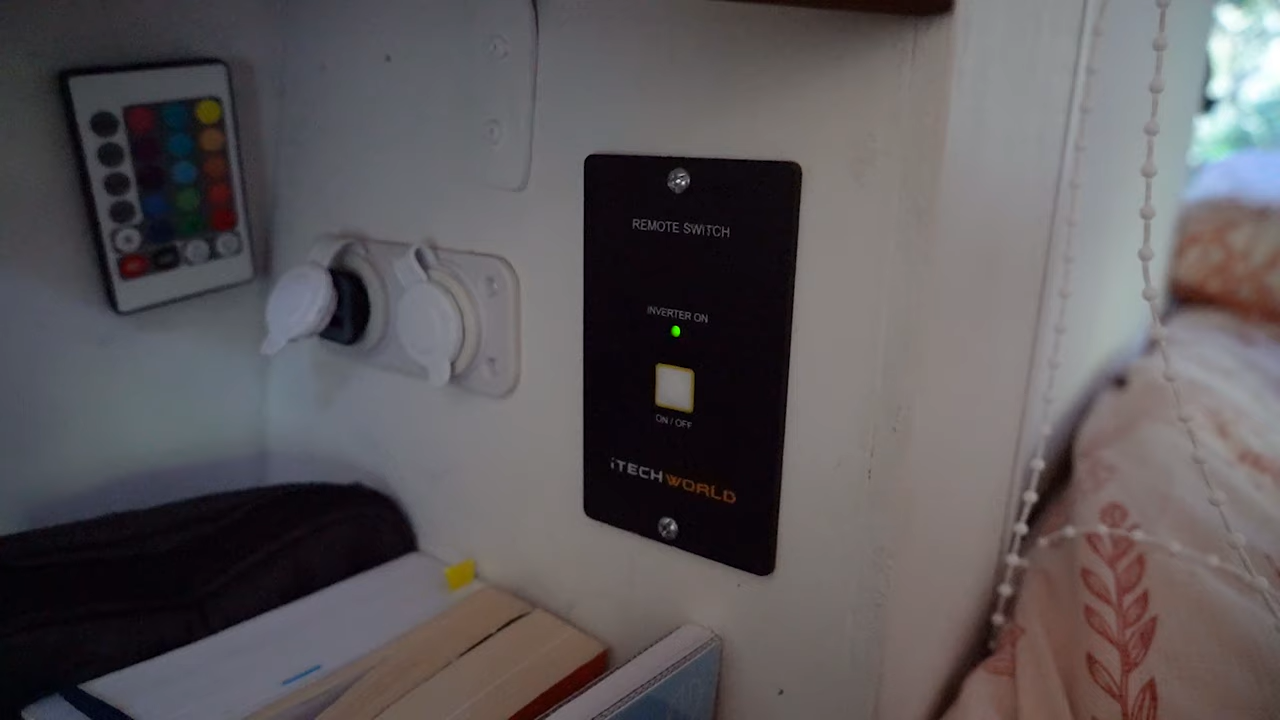 REMOTE SWITCH
INVERTER ON
ON / OFF
iTECHWORLD